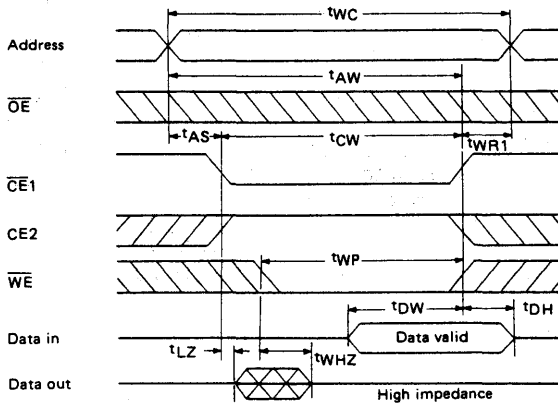 tWC
Address
tAW
OE
tAS
tCW
tWR1
CE1
CE2
tWP
WE
tDW
tDH
Data in
Data valid
tLZ
tWHZ
Data out
High impedance